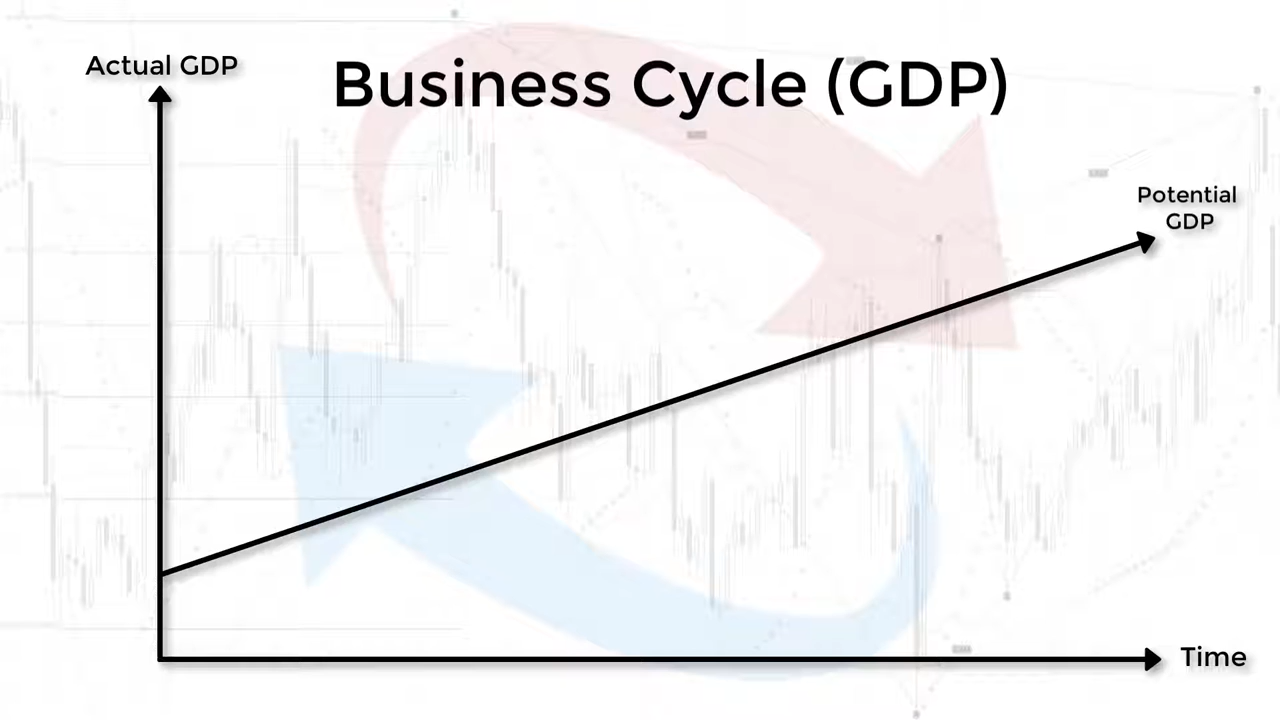 Actual GDP
Business Cycle (GDP)
Potential
GDP
Time